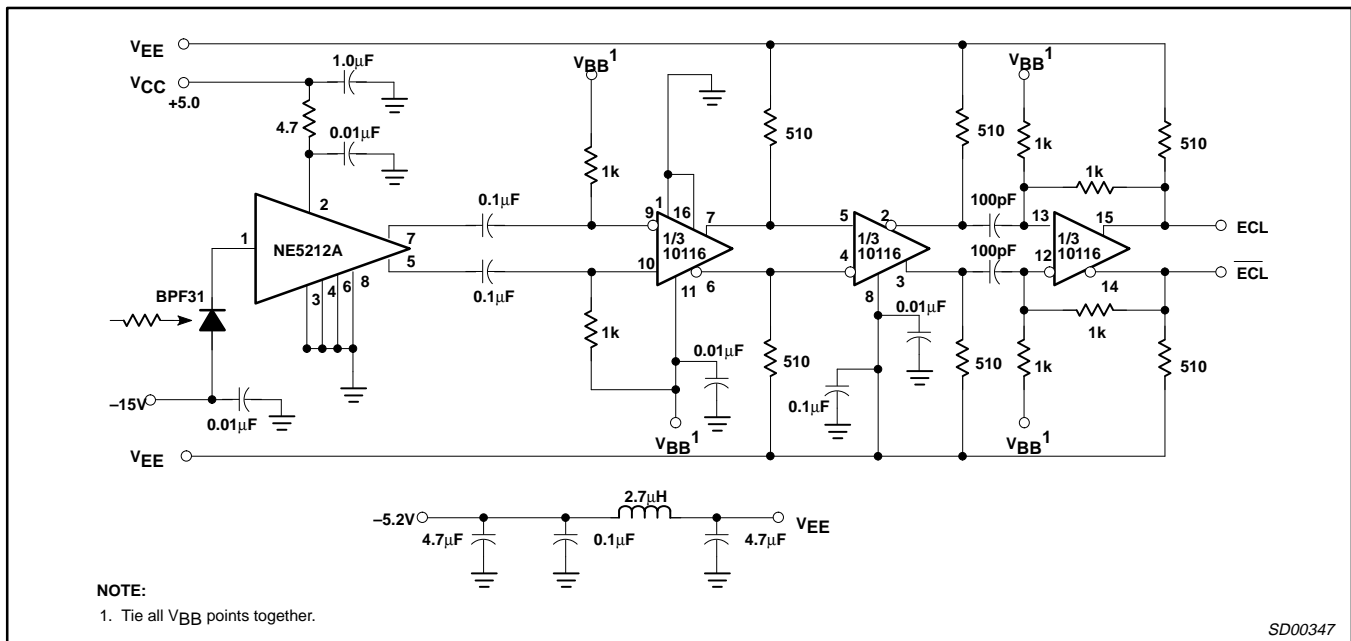 VEE
VCC
+5.0
1.0μF
4.7
0.01μF
VBB1
1k
510
510
VBB1
1k
1k
510
2
0.1μF
9
1
16
7
5
2
100pF
13
15
ECL
1
NE5212A
7
5
1/3
10116
1/3
10116
100pF
1/3
10116
10
6
4
3
12
14
ECL
3
4
6
8
0.1μF
11
8
0.01μF
BPF31
1k
0.01μF
510
510
1k
1k
510
–15V
0.01μF
0.1μF
VBB1
VBB1
VEE
2.7μH
–5.2V
VEE
4.7μF
0.1μF
4.7μF
NOTE:
1. Tie all VBB points together.
SD00347